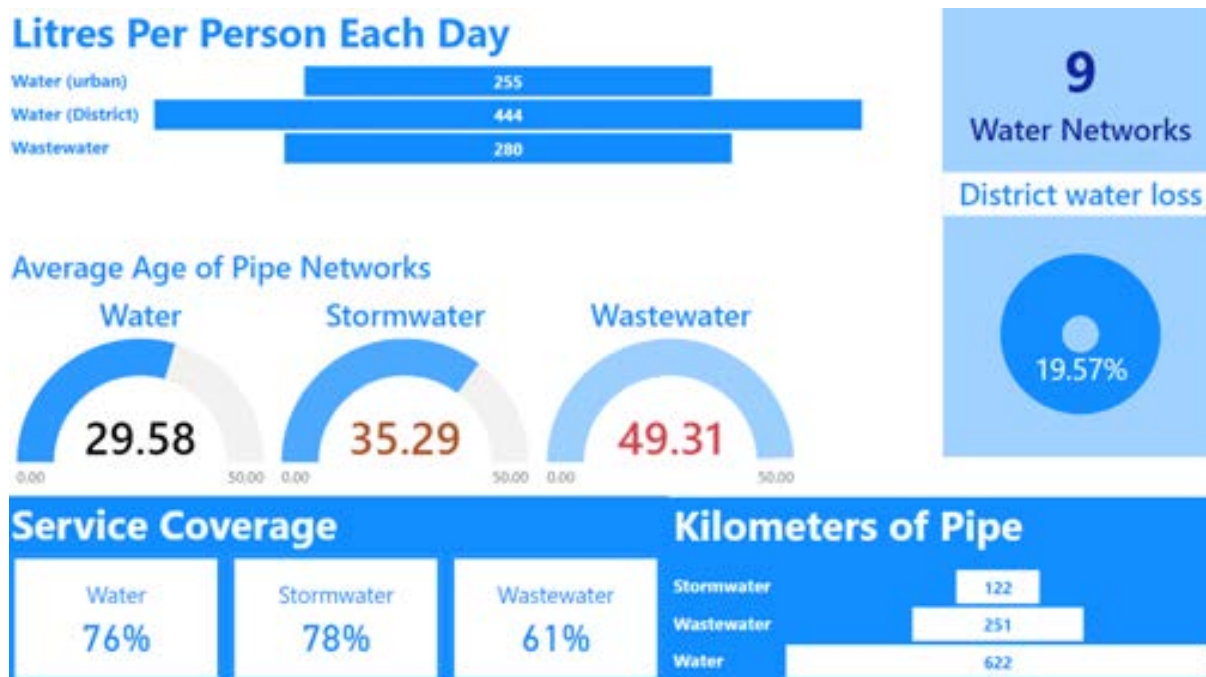 Litres Per Person Each Day
Water (urban) 255
Water (District) 444
Wastewater 280
9
Water Networks
District water loss
19.57%
Average Age of Pipe Networks
Water Stormwater Wastewater
29.58 35.29 49.31
0.00 50.00 0.00 50.00 0.00 50.00
Service Coverage
Water Stormwater Wastewater
76% 78% 61%
Kilometers of Pipe
Stormwater 122
Wastewater 251
Water 622